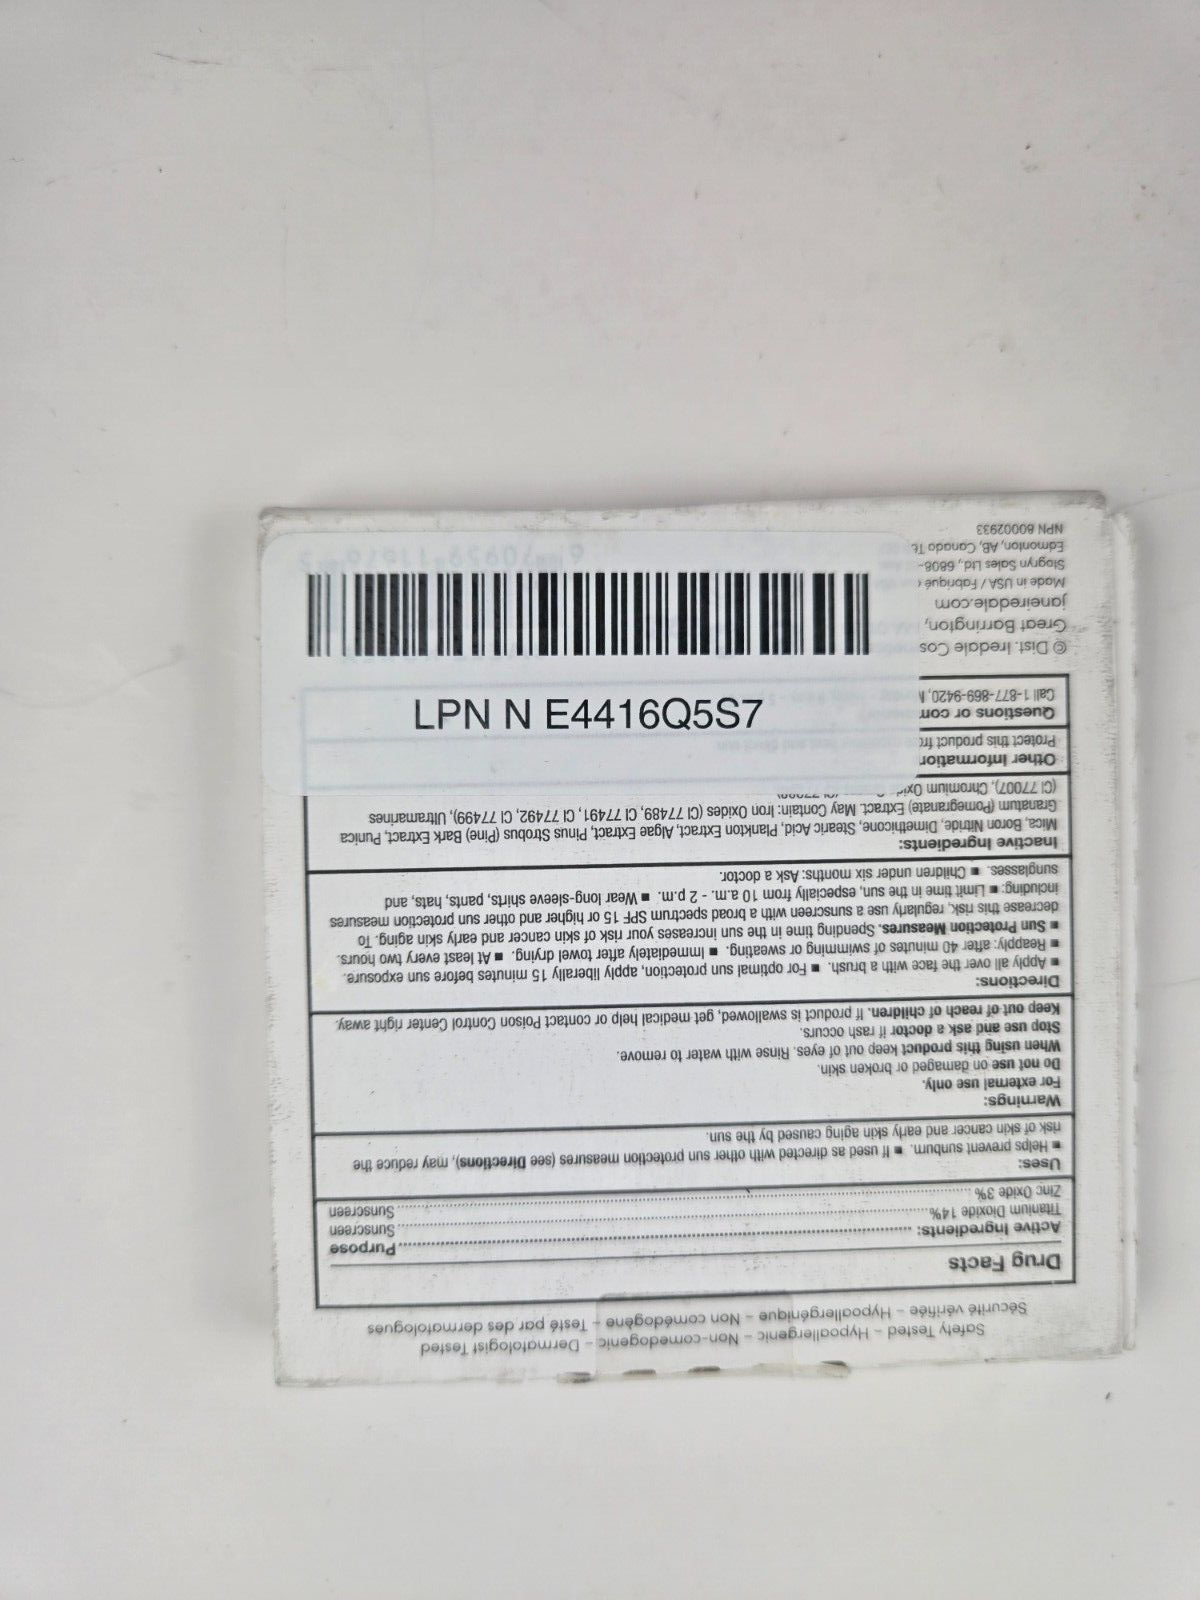 Safety Tested – Hypoallergenic – Non-comedogenic – Dermatologist Tested
Sécurité vérifiée – Hypoallergénique – Non comédogène – Testé par des dermatologues
Drug Facts
Active Ingredients: Purpose
Titanium Dioxide 14% Sunscreen
Zinc Oxide 3% Sunscreen
Uses:
▪ Helps prevent sunburn. ▪ If used as directed with other sun protection measures (see Directions), may reduce the
risk of skin cancer and early skin aging caused by the sun.
Warnings:
For external use only.
Do not use on damaged or broken skin.
When using this product keep out of eyes. Rinse with water to remove.
Stop use and ask a doctor if rash occurs.
Keep out of reach of children. If product is swallowed, get medical help or contact Poison Control Center right away.
Directions:
▪ Apply all over the face with a brush. ▪ For optimal sun protection, apply liberally 15 minutes before sun exposure.
▪ Reapply: after 40 minutes of swimming or sweating. ▪ Immediately after towel drying. ▪ At least every two hours.
▪ Sun Protection Measures. Spending time in the sun increases your risk of skin cancer and early skin aging. To
decrease this risk, regularly use a sunscreen with a broad spectrum SPF 15 or higher and other sun protection measures
including: ▪ Limit time in the sun, especially from 10 a.m. - 2 p.m. ▪ Wear long-sleeve shirts, pants, hats, and
sunglasses. ▪ Children under six months: Ask a doctor.
Inactive Ingredients:
Mica, Boron Nitride, Dimethicone, Stearic Acid, Plankton Extract, Algae Extract, Pinus Strobus (Pine) Bark Extract, Punica
Granatum (Pomegranate) Extract. May Contain: Iron Oxides (CI 77489, CI 77491, CI 77492, CI 77499), Ultramarines
(CI 77007), Chromium
Other Information
Protect this product
Questions or com
Call 1-877-869-9420,
© Dist. Iredale Cos
Great Barrington,
janeiredale.com
Made in USA / Fabriqué
Stogryn Sales Ltd., 6808-
Edmonton, AB, Canada T6
NPN 80002933
LPN N E4416Q5S7